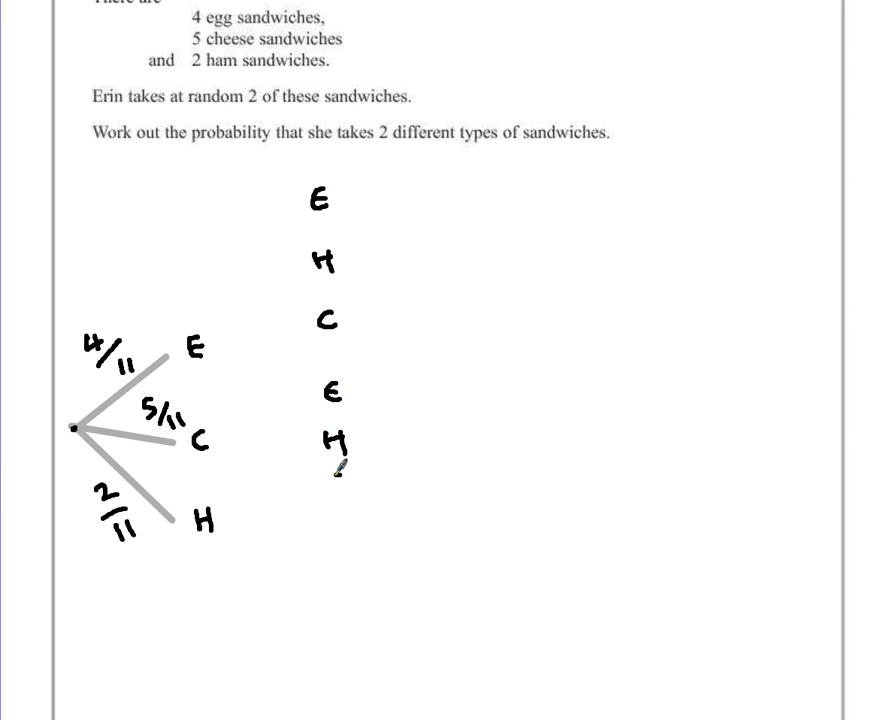 4 egg sandwiches,
5 cheese sandwiches
and 2 ham sandwiches.
Erin takes at random 2 of these sandwiches.
Work out the probability that she takes 2 different types of sandwiches.
E
H
C
4/11 E
E
5/11 C
H
2/11 H